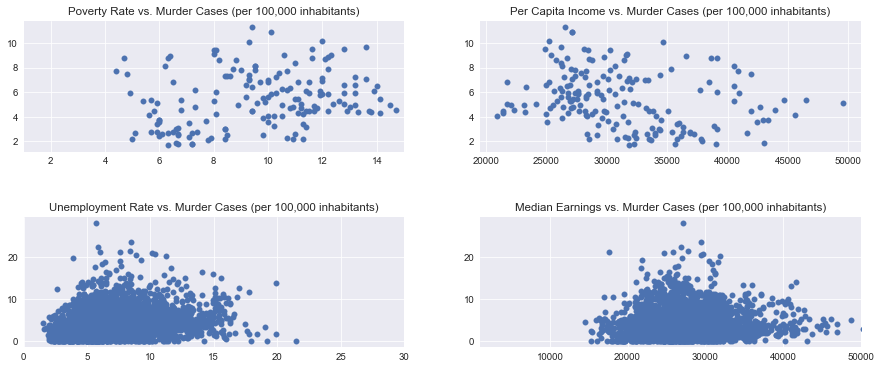 Poverty Rate vs. Murder Cases (per 100,000 inhabitants)
10
8
6
4
2
2 4 6 8 10 12 14
Per Capita Income vs. Murder Cases (per 100,000 inhabitants)
10
8
6
4
2
20000 25000 30000 35000 40000 45000 50000
Unemployment Rate vs. Murder Cases (per 100,000 inhabitants)
20
10
0
0 5 10 15 20 25 30
Median Earnings vs. Murder Cases (per 100,000 inhabitants)
20
10
0
10000 20000 30000 40000 50000